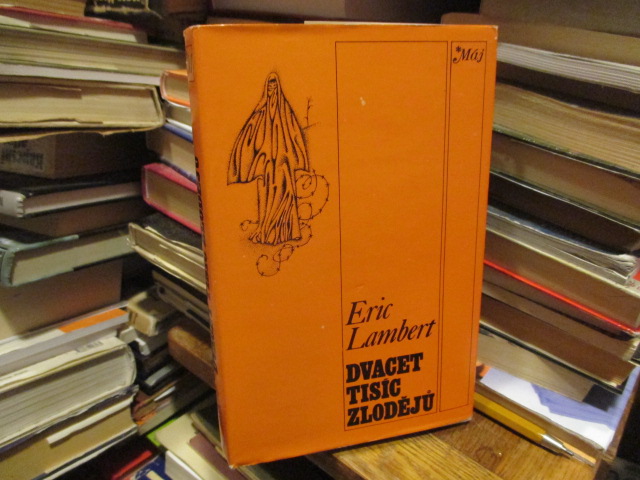 *Máj
Eric
Lambert
DVACET
TISÍC
ZLODĚJŮ